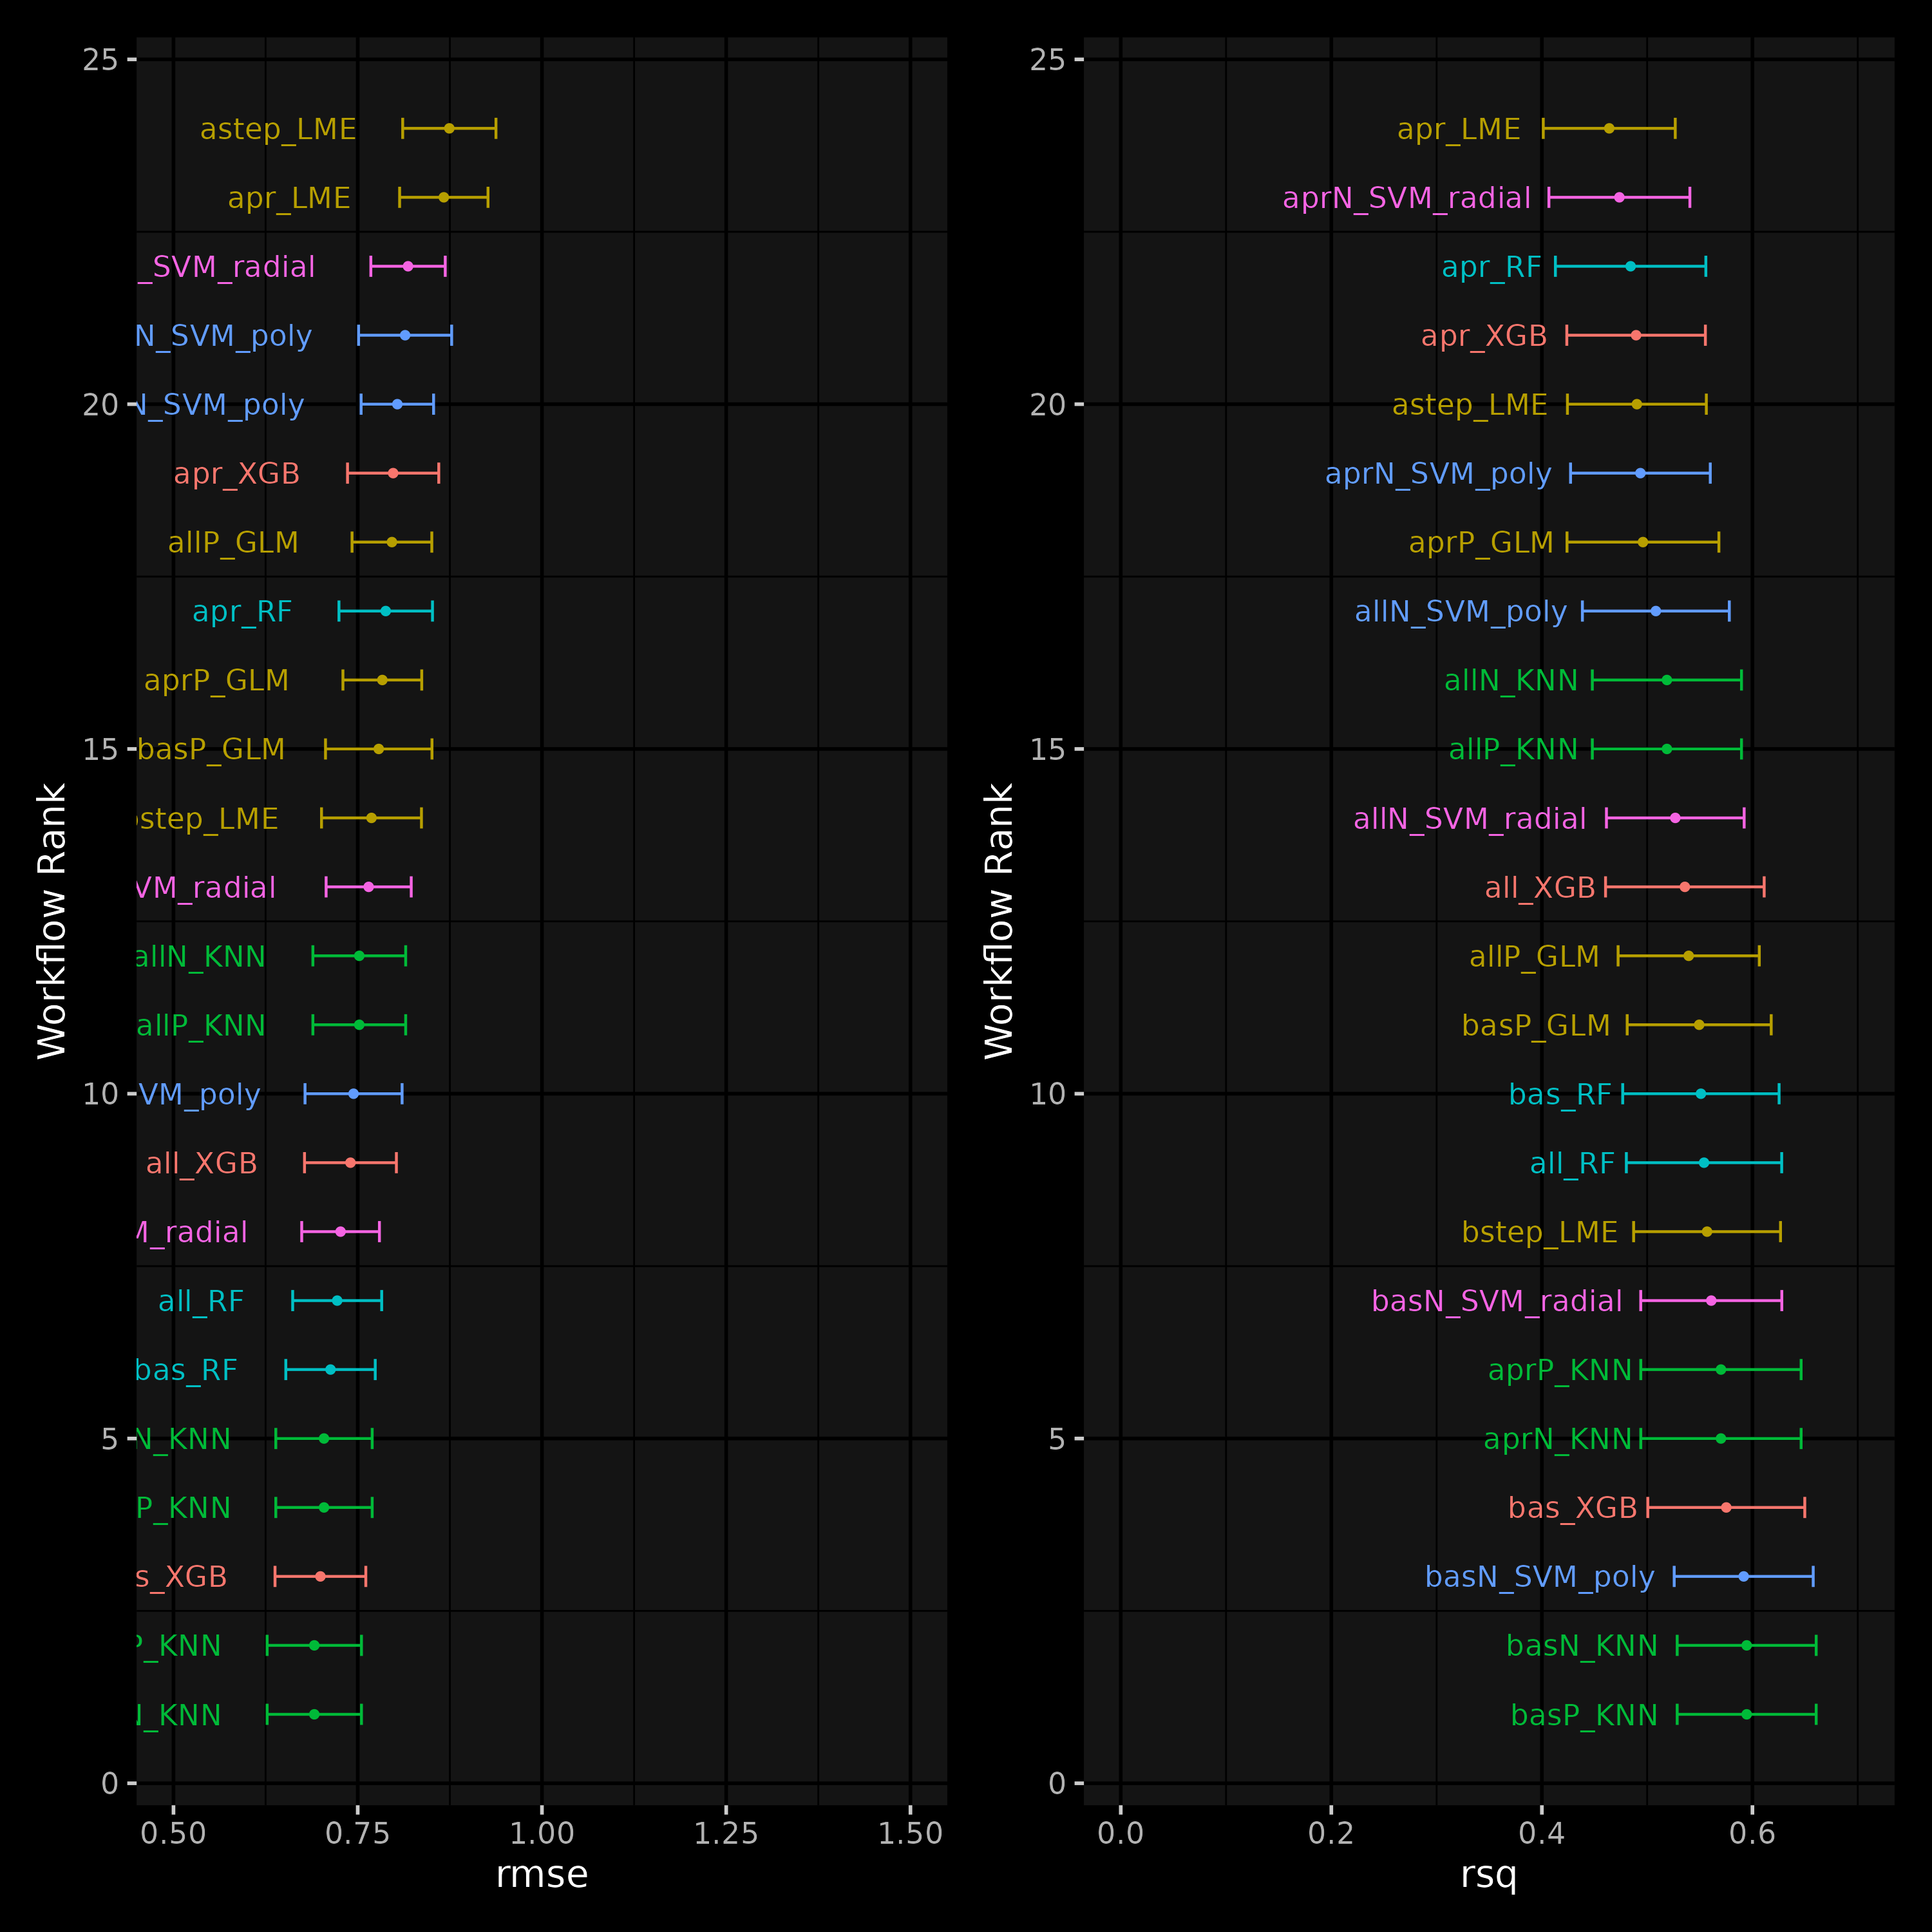 25
astep_LME
apr_LME
_SVM_radial
N_SVM_poly
20
_SVM_poly
apr_XGB
allP_GLM
apr_RF
aprP_GLM
15
basP_GLM
step_LME
VM_radial
allN_KNN
allP_KNN
10
VM_poly
all_XGB
_radial
all_RF
bas_RF
5
N_KNN
P_KNN
s_XGB
_KNN
_KNN
0
0.50 0.75 1.00 1.25 1.50
rmse
Workflow Rank
25
apr_LME
aprN_SVM_radial
apr_RF
apr_XGB
20
astep_LME
aprN_SVM_poly
aprP_GLM
allN_SVM_poly
allN_KNN
15
allP_KNN
allN_SVM_radial
all_XGB
allP_GLM
basP_GLM
10
bas_RF
all_RF
bstep_LME
basN_SVM_radial
aprP_KNN
5
aprN_KNN
bas_XGB
basN_SVM_poly
basN_KNN
basP_KNN
0
0.0 0.2 0.4 0.6
rsq
Workflow Rank